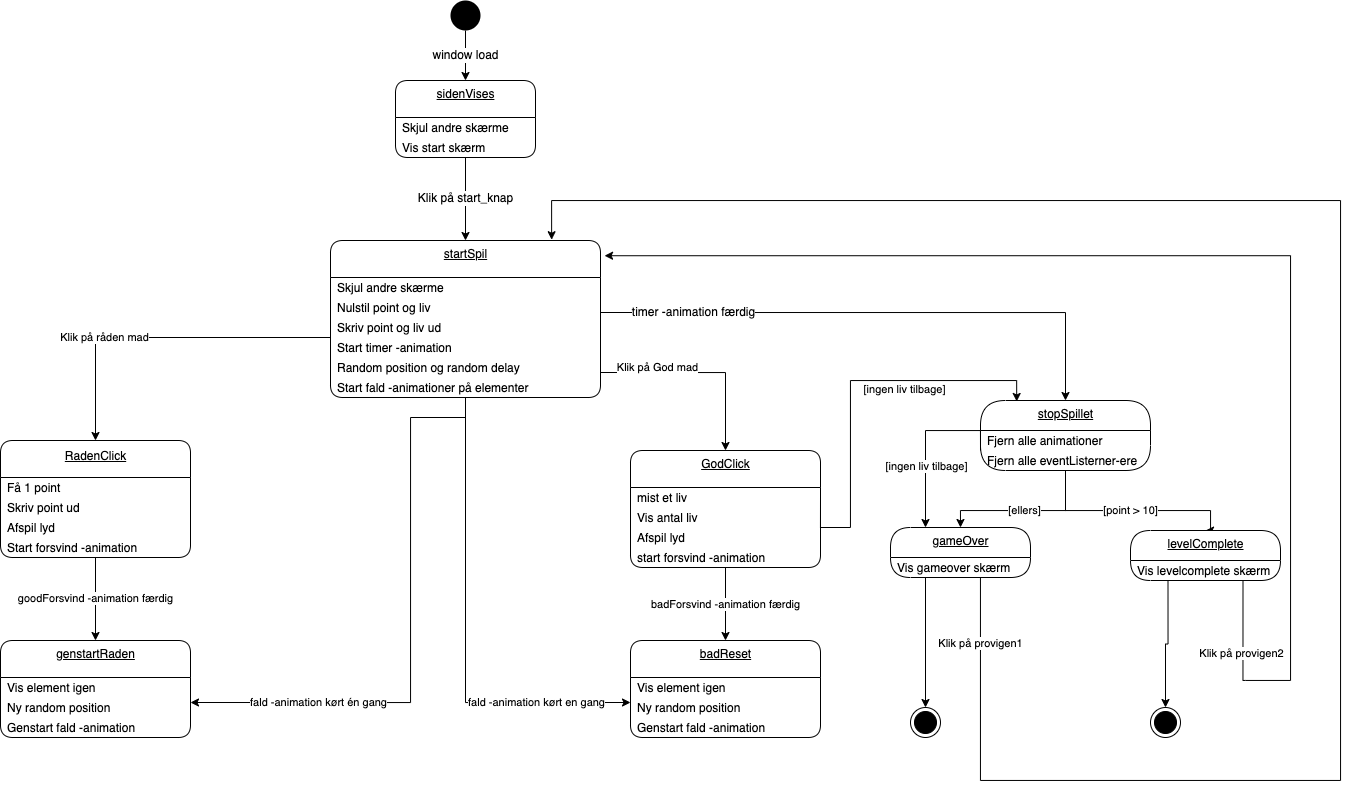 window load
sidenVises
Skjul andre skærme
Vis start skærm
Klik på start_knap
startSpil
Skjul andre skærme
Nulstil point og liv
Skriv point og liv ud
Start timer -animation
Random position og random delay
Start fald -animationer på elementer
timer -animation færdig
Klik på råden mad
Klik på God mad
[ingen liv tilbage]
stopSpillet
Fjern alle animationer
Fjern alle eventListerner-ere
RadenClick
Få 1 point
Skriv point ud
Afspil lyd
Start forsvind -animation
GodClick
mist et liv
Vis antal liv
Afspil lyd
start forsvind -animation
[ingen liv tilbage]
[ellers]
[point > 10]
gameOver
Vis gameover skærm
levelComplete
Vis levelcomplete skærm
goodForsvind -animation færdig
badForsvind -animation færdig
Klik på provigen1
Klik på provigen2
genstartRaden
Vis element igen
Ny random position
Genstart fald -animation
fald -animation kørt én gang
fald -animation kørt en gang
badReset
Vis element igen
Ny random position
Genstart fald -animation